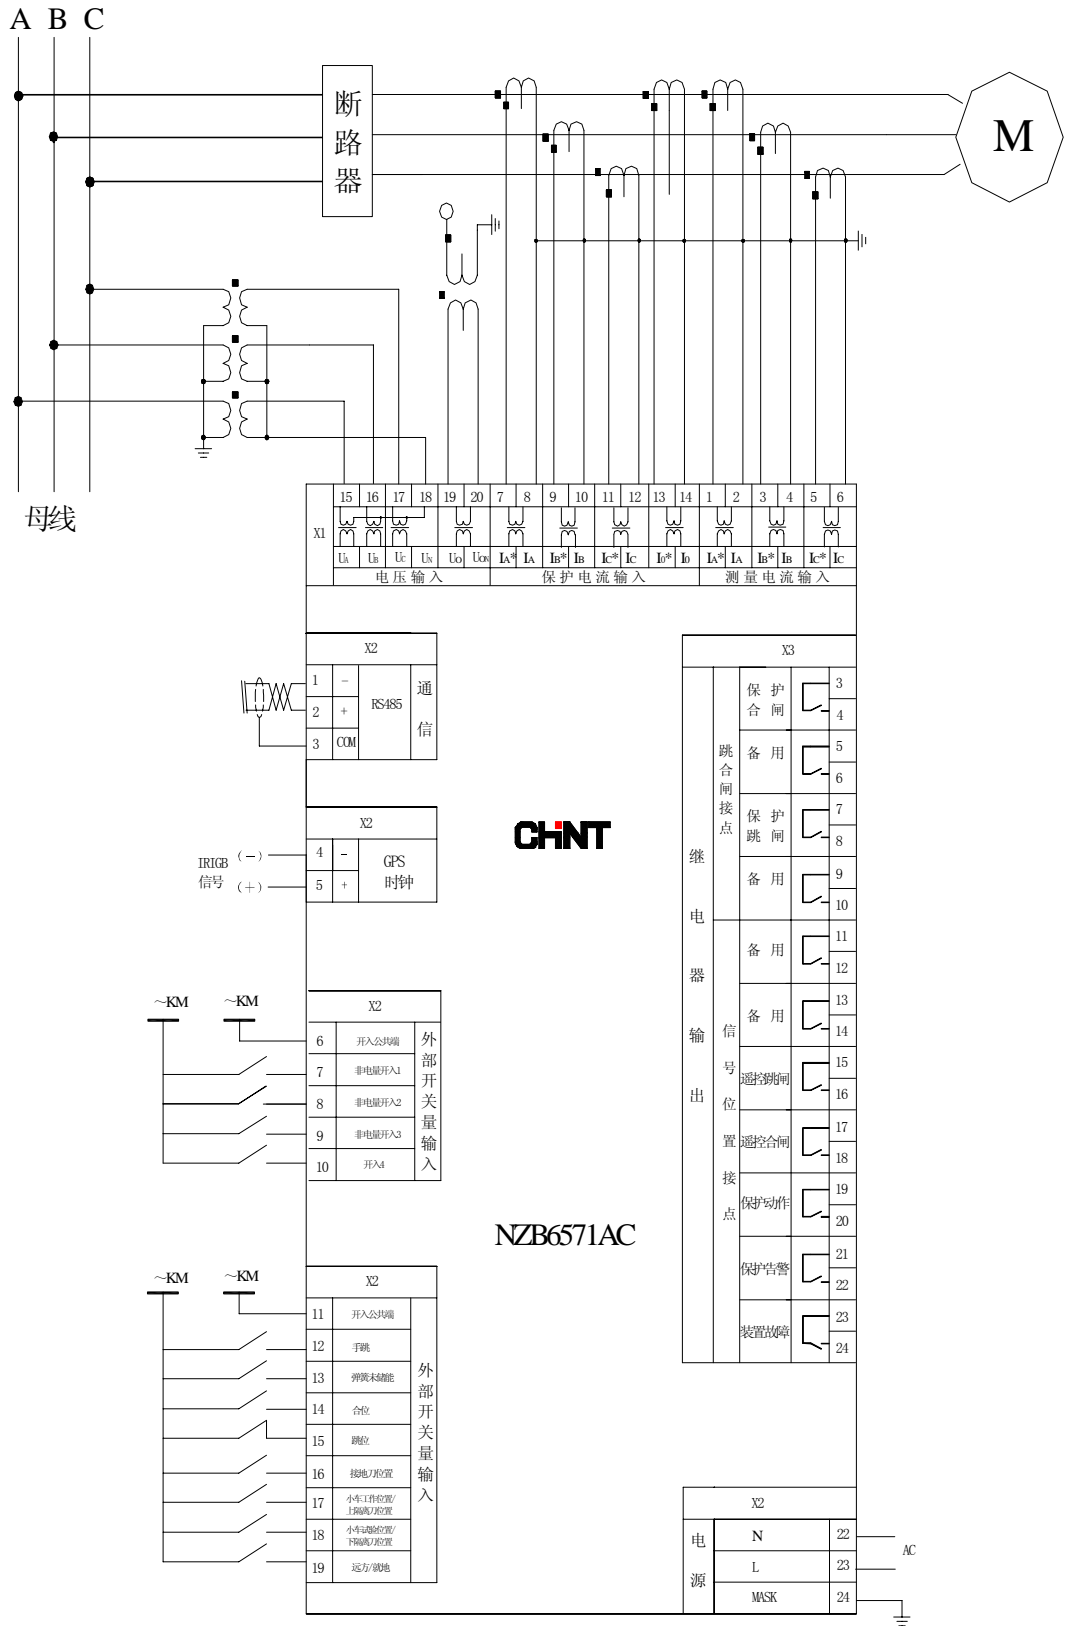 A B C
断
路
器
M
母线
X1
15 16 17 18 19 20 7 8 9 10 11 12 13 14 1 2 3 4 5 6
UA UB UC UN UO UON IA* IA IB* IB IC* IC I0* I0 IA* IA IB* IB IC* IC
电压输入 保护电流输入 测量电流输入
X2
1 -
2 +
3 COM
RS485
通信
X2
IRIGB 信号
(-) 4 -
(+) 5 +
GPS
时钟
CHiNT
~KM ~KM
X2
6 开入公共端
7 非电量开入1
8 非电量开入2
9 非电量开入3
10 开入4
外部开关量输入
NZB6571AC
~KM ~KM
X2
11 开入公共端
12 手跳
13 弹簧未储能
14 合位
15 跳位
16 接地刀位置
17 小车工作位置/
上隔离刀位置
18 小车试验位置/
下隔离刀位置
19 远方/就地
外部开关量输入
X3
继电器输出
跳合闸接点
保护
合闸
3
4
备用
5
6
保护
跳闸
7
8
备用
9
10
信号位置接点
备用
11
12
备用
13
14
遥控跳闸
15
16
遥控合闸
17
18
保护动作
19
20
保护告警
21
22
装置故障
23
24
X2
电源
N 22
L 23
AC
MASK 24